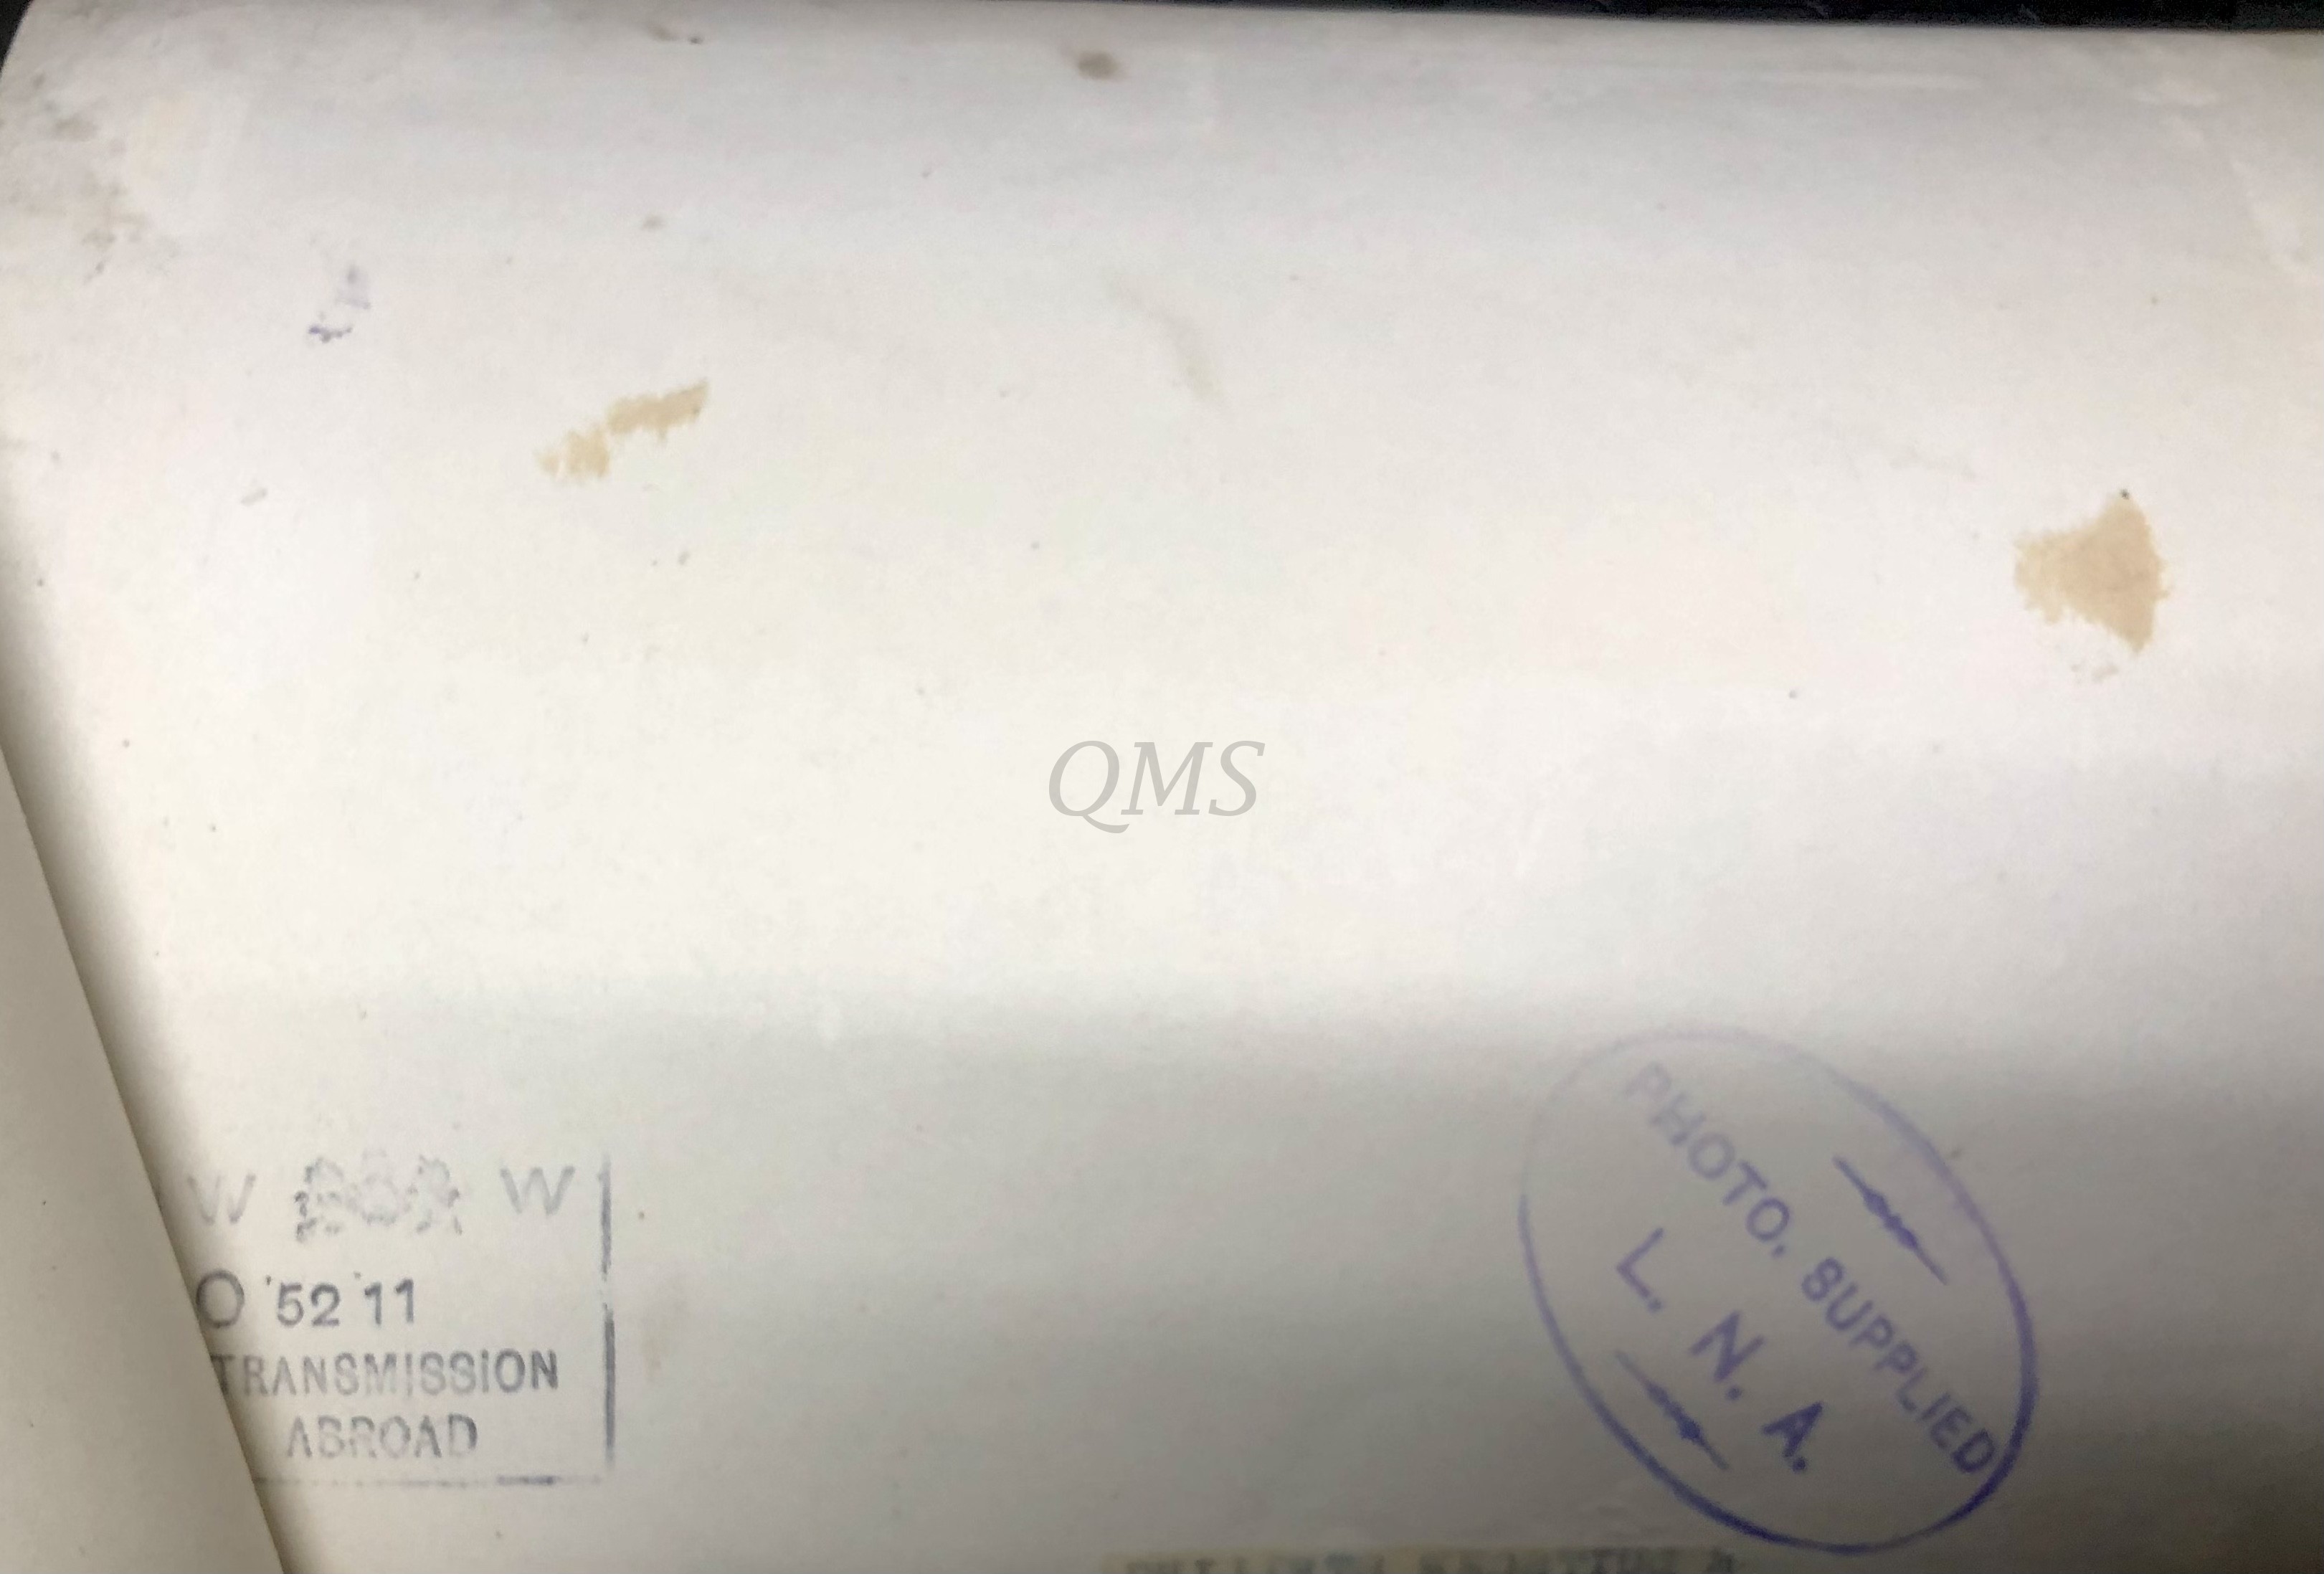 QMS
W W
O '52'11
TRANSMISSION
ABROAD
PHOTO. SUPPLIED
L. N. A.